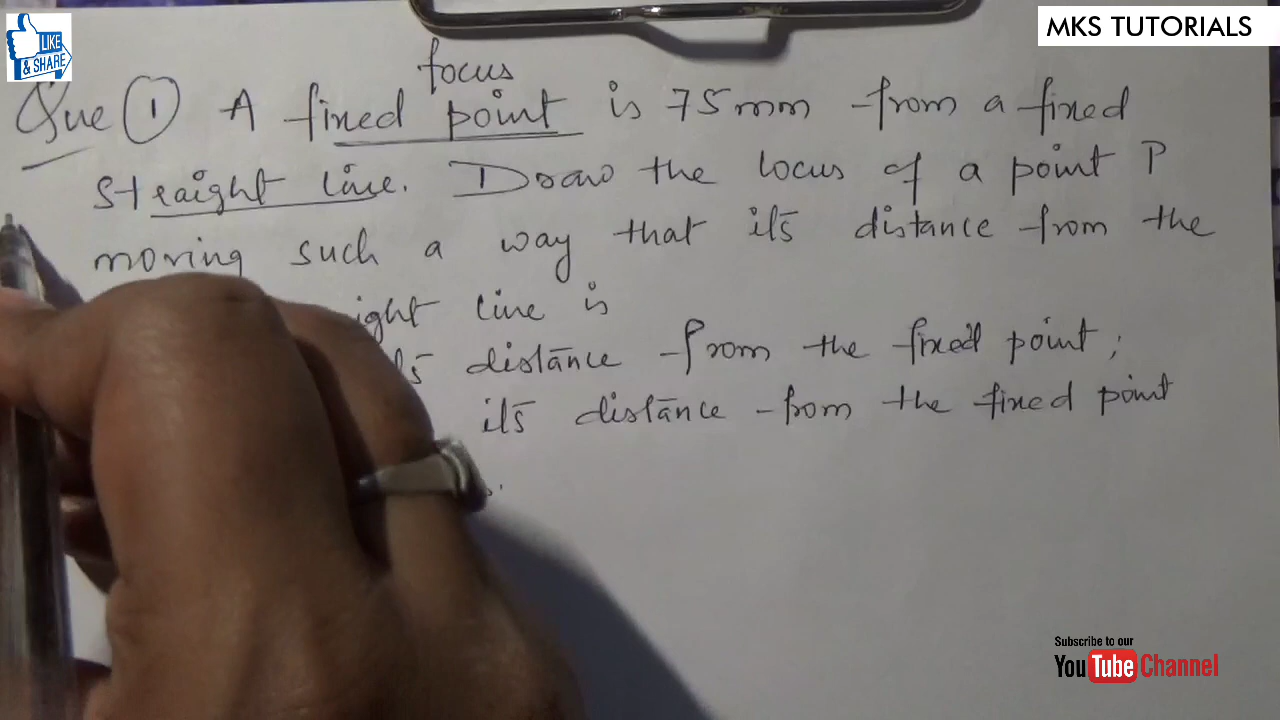 LIKE
& SHARE
MKS TUTORIALS
focus
Que ① A fixed point is 75mm from a fixed
straight line. Draw the locus of a point P
moving such a way that its distance from the
line is
distance from the fixed point;
its distance from the fixed point
Subscribe to our
YouTube Channel